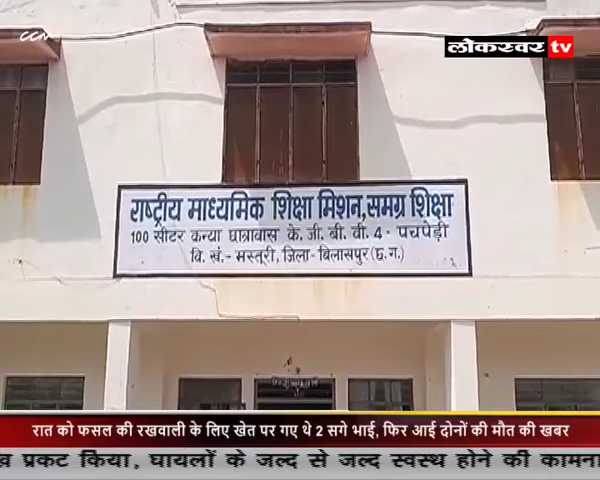 CCN
लोकस्वर tv
राष्ट्रीय माध्यमिक शिक्षा मिशन,समग्र शिक्षा
100 सीटर कन्या छात्रावास के. जी. बी. वी. 4 - पचपेड़ी
वि. खं.- मस्तूरी, जिला- बिलासपुर (छ. ग.)
रात को फसल की रखवाली के लिए खेत पर गए थे 2 सगे भाई, फिर आई दोनों की मौत की खबर
प्रकट किया, घायलों के जल्द से जल्द स्वस्थ होने की कामना